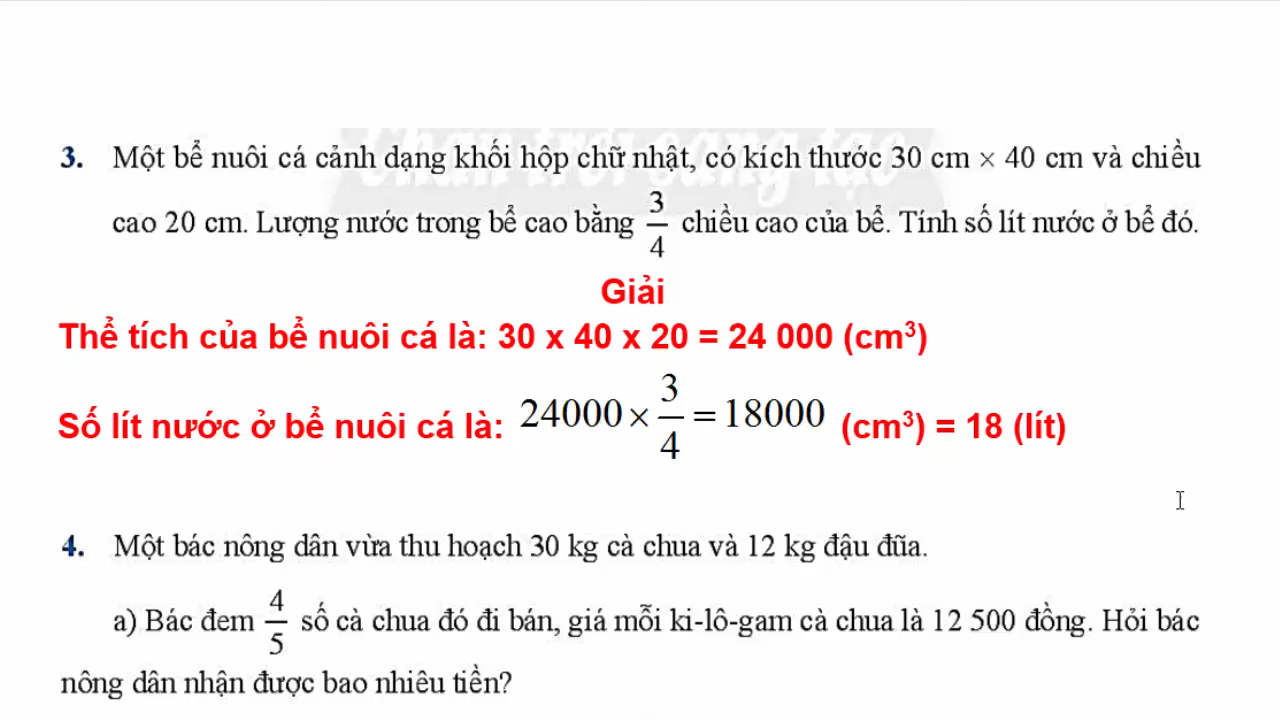 Chân trời sáng tạo
3. Một bể nuôi cá cảnh dạng khối hộp chữ nhật, có kích thước 30 cm × 40 cm và chiều
cao 20 cm. Lượng nước trong bể cao bằng 3/4 chiều cao của bể. Tính số lít nước ở bể đó.
Giải
Thể tích của bể nuôi cá là: 30 x 40 x 20 = 24 000 (cm³)
Số lít nước ở bể nuôi cá là: 24000 × 3/4 = 18000 (cm³) = 18 (lít)
4. Một bác nông dân vừa thu hoạch 30 kg cà chua và 12 kg đậu đũa.
a) Bác đem 4/5 số cà chua đó đi bán, giá mỗi ki-lô-gam cà chua là 12 500 đồng. Hỏi bác
nông dân nhận được bao nhiêu tiền?